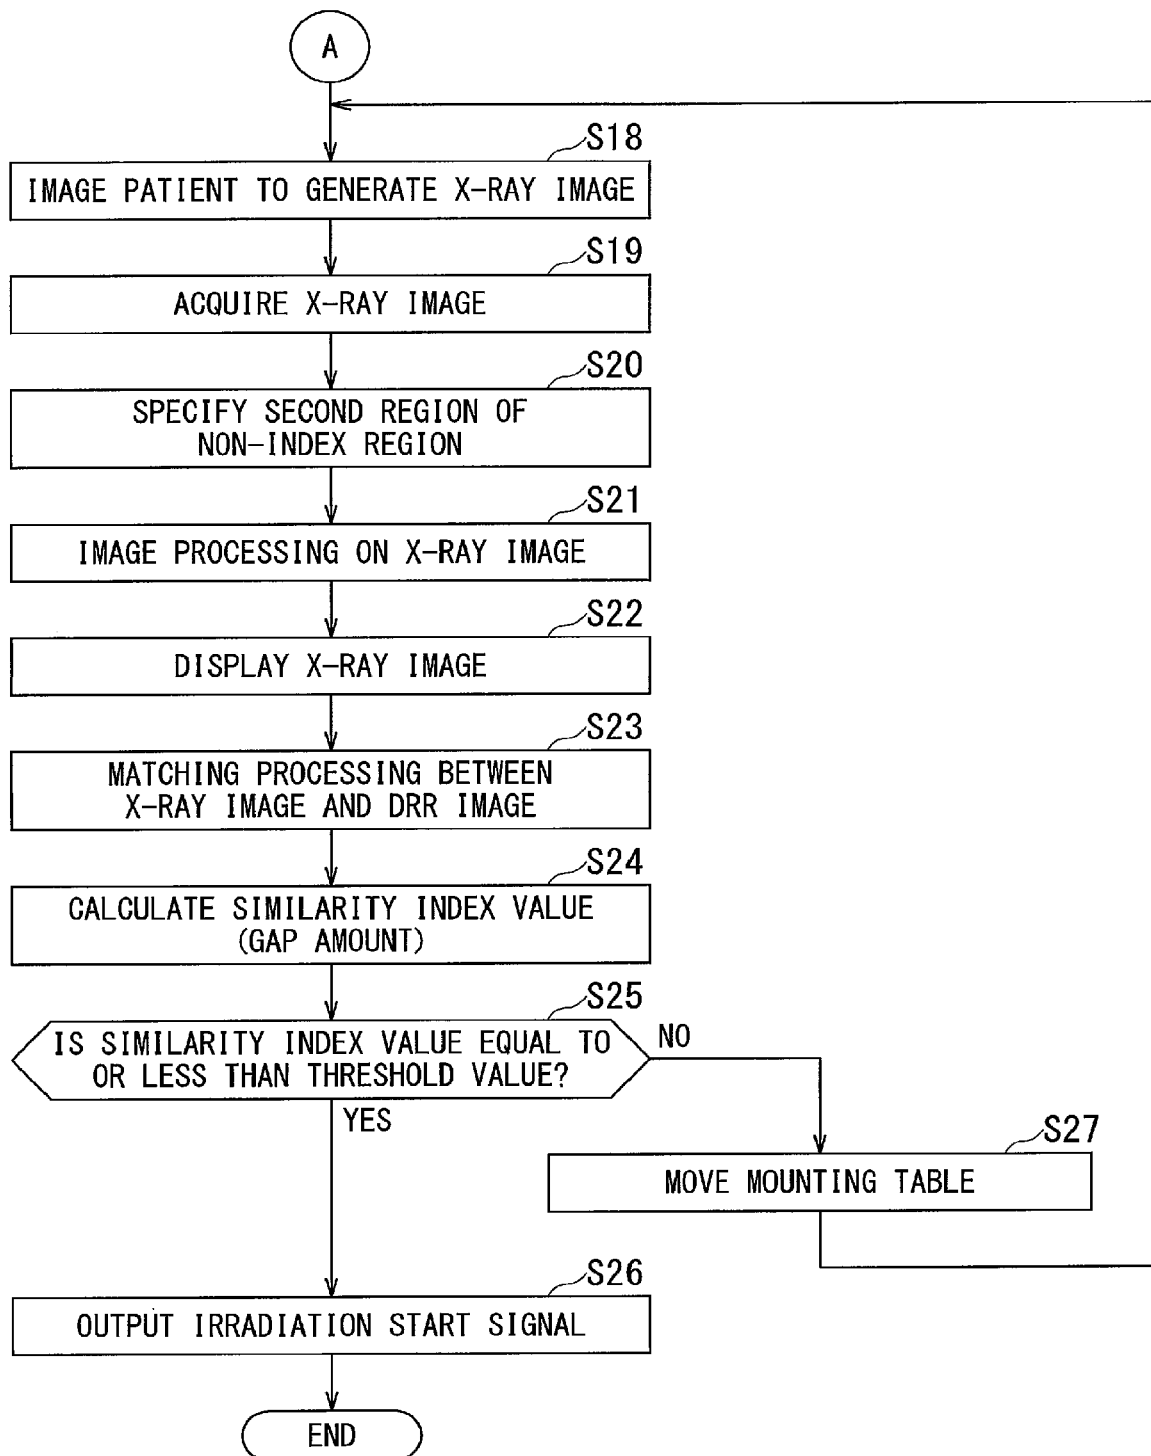 A
S18
IMAGE PATIENT TO GENERATE X-RAY IMAGE
S19
ACQUIRE X-RAY IMAGE
S20
SPECIFY SECOND REGION OF
NON-INDEX REGION
S21
IMAGE PROCESSING ON X-RAY IMAGE
S22
DISPLAY X-RAY IMAGE
S23
MATCHING PROCESSING BETWEEN
X-RAY IMAGE AND DRR IMAGE
S24
CALCULATE SIMILARITY INDEX VALUE
(GAP AMOUNT)
S25
IS SIMILARITY INDEX VALUE EQUAL TO
OR LESS THAN THRESHOLD VALUE?
NO
YES
S27
MOVE MOUNTING TABLE
S26
OUTPUT IRRADIATION START SIGNAL
END